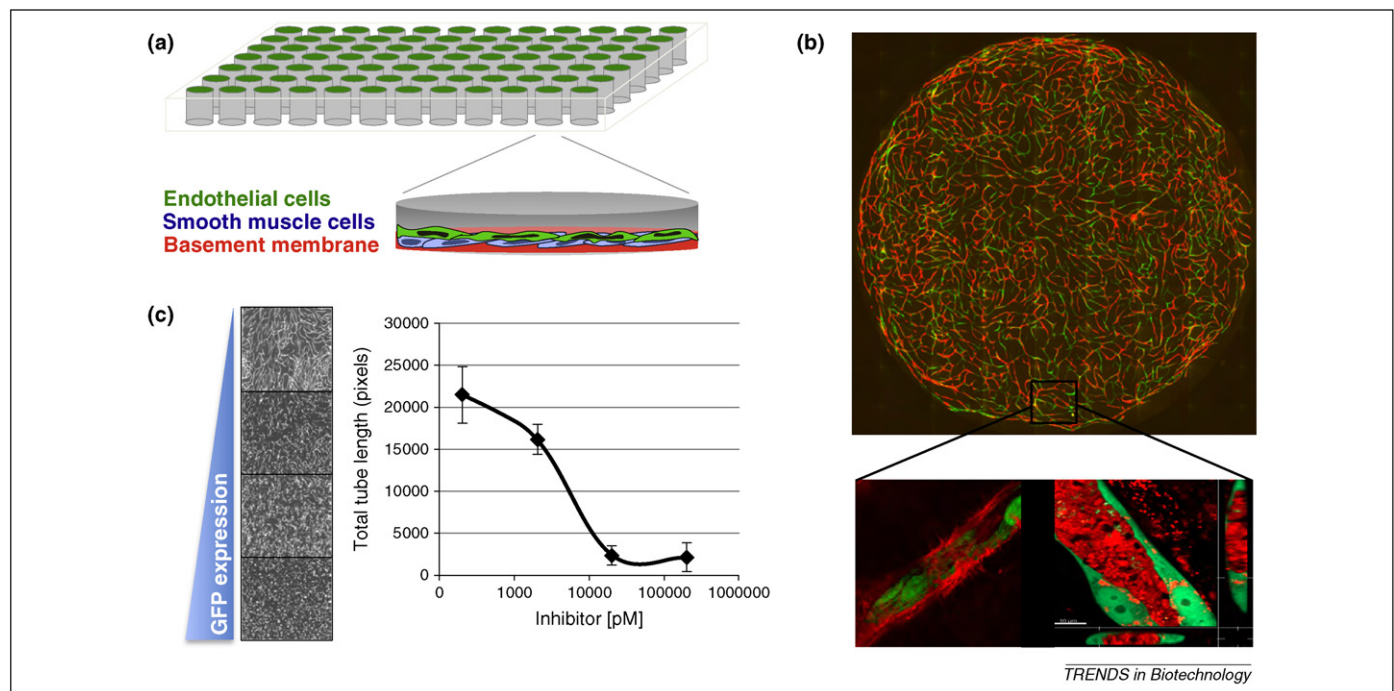 (a)
Endothelial cells
Smooth muscle cells
Basement membrane
(b)
(c)
GFP expression
Total tube length (pixels)
30000
25000
20000
15000
10000
5000
0
0 1000 10000 100000 1000000
Inhibitor [pM]
TRENDS in Biotechnology